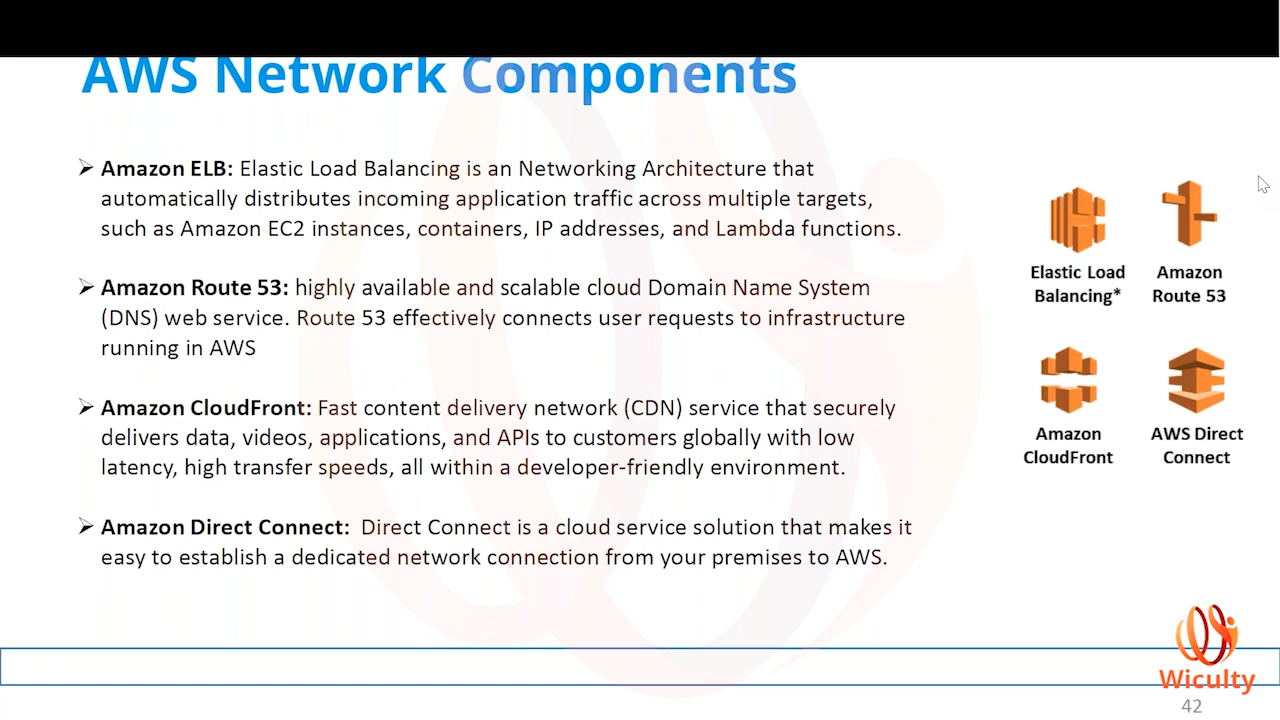 AWS Network Components
➢ Amazon ELB: Elastic Load Balancing is an Networking Architecture that
automatically distributes incoming application traffic across multiple targets,
such as Amazon EC2 instances, containers, IP addresses, and Lambda functions.
➢ Amazon Route 53: highly available and scalable cloud Domain Name System
(DNS) web service. Route 53 effectively connects user requests to infrastructure
running in AWS
➢ Amazon CloudFront: Fast content delivery network (CDN) service that securely
delivers data, videos, applications, and APIs to customers globally with low
latency, high transfer speeds, all within a developer-friendly environment.
➢ Amazon Direct Connect: Direct Connect is a cloud service solution that makes it
easy to establish a dedicated network connection from your premises to AWS.
Elastic Load
Balancing*
Amazon
Route 53
Amazon
CloudFront
AWS Direct
Connect
Wiculty
42